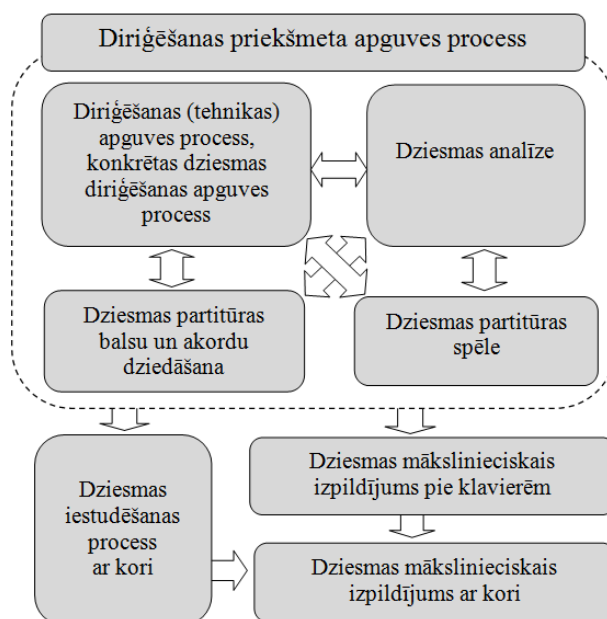 Diriģēšanas priekšmeta apguves process
Diriģēšanas (tehnikas)
apguves process,
konkrētas dziesmas
diriģēšanas apguves
process
Dziesmas analīze
Dziesmas partitūras
balsu un akordu
dziedāšana
Dziesmas partitūras
spēle
Dziesmas
iestudēšanas
process
ar kori
Dziesmas mākslinieciskais
izpildījums pie klavierēm
Dziesmas mākslinieciskais
izpildījums ar kori